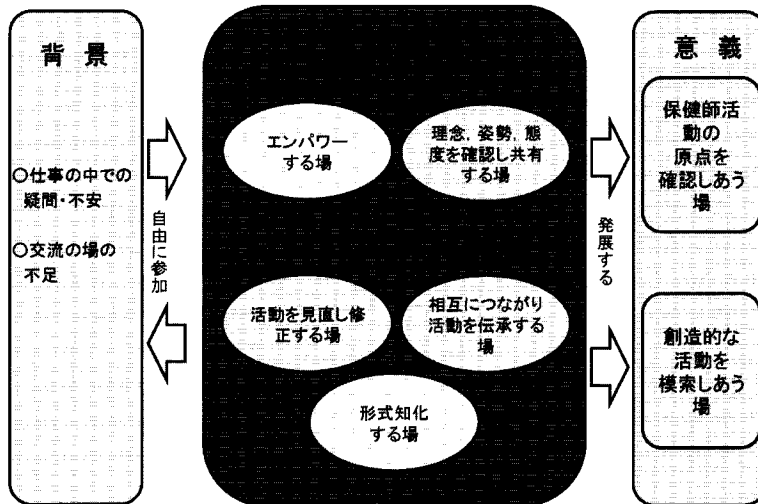 背 景
○仕事の中での
疑問・不安
○交流の場の
不足
自由に参加
エンパワー
する場
理念, 姿勢, 態
度を確認し共有
する場
活動を見直し修
正する場
相互につながり
活動を伝承する
場
形式知化
する場
発展する
意 義
保健師活
動の
原点を
確認しあう
場
創造的な
活動を
模索しあう
場